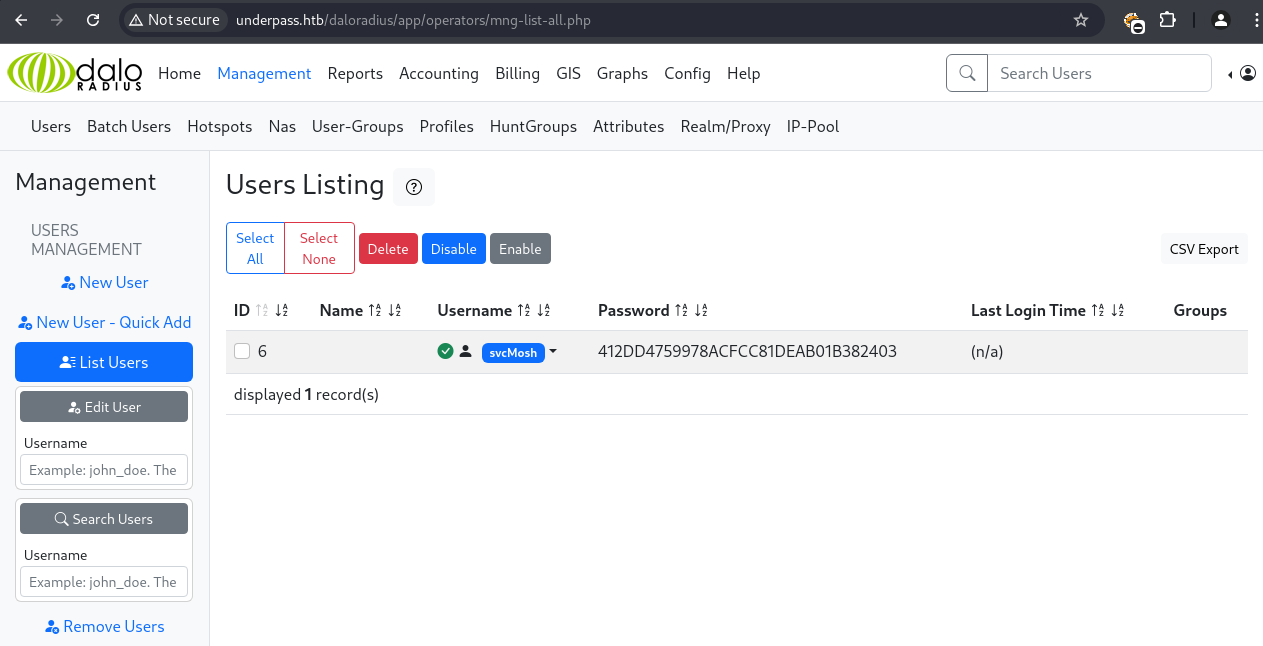 Not secure underpass.htb/daloradius/app/operators/mng-list-all.php
dalo RADIUS Home Management Reports Accounting Billing GIS Graphs Config Help Search Users
Users Batch Users Hotspots Nas User-Groups Profiles HuntGroups Attributes Realm/Proxy IP-Pool
Management
USERS
MANAGEMENT
New User
New User - Quick Add
List Users
Edit User
Username
Example: john_doe. The
Search Users
Username
Example: john_doe. The
Remove Users
Users Listing
Select All Select None Delete Disable Enable CSV Export
ID Name Username Password Last Login Time Groups
6 svcMosh 412DD4759978ACFCC81DEAB01B382403 (n/a)
displayed 1 record(s)